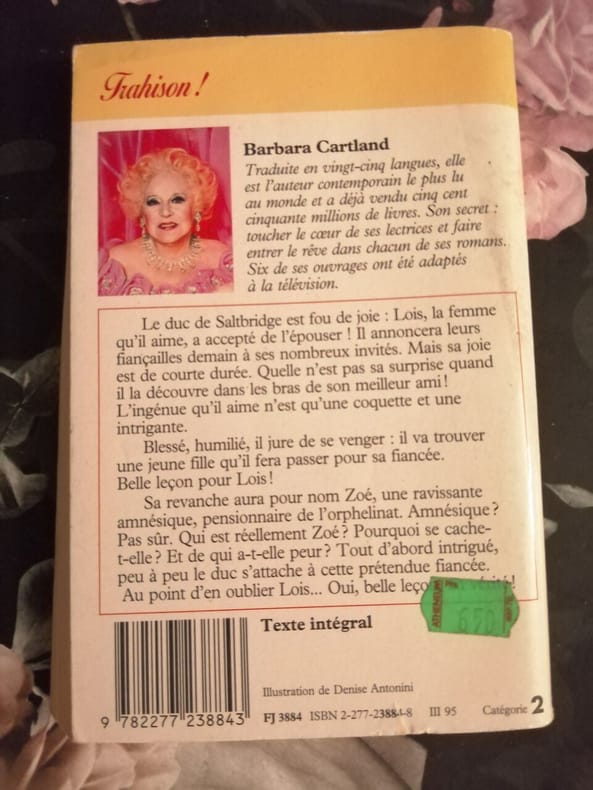 Trahison !
Barbara Cartland
Traduite en vingt-cinq langues, elle
est l'auteur contemporain le plus lu
au monde et a déjà vendu cinq cent
cinquante millions de livres. Son secret :
toucher le cœur de ses lectrices et faire
entrer le rêve dans chacun de ses romans.
Six de ses ouvrages ont été adaptés
à la télévision.
Le duc de Saltbridge est fou de joie : Lois, la femme
qu'il aime, a accepté de l'épouser ! Il annoncera leurs
fiançailles demain à ses nombreux invités. Mais sa joie
est de courte durée. Quelle n'est pas sa surprise quand
il la découvre dans les bras de son meilleur ami !
L'ingénue qu'il aime n'est qu'une coquette et une
intrigante.
Blessé, humilié, il jure de se venger : il va trouver
une jeune fille qu'il fera passer pour sa fiancée.
Belle leçon pour Lois !
Sa revanche aura pour nom Zoé, une ravissante
amnésique, pensionnaire de l'orphelinat. Amnésique ?
Pas sûr. Qui est réellement Zoé ? Pourquoi se cache-
t-elle ? Et de qui a-t-elle peur ? Tout d'abord intrigué,
peu à peu le duc s'attache à cette prétendue fiancée.
Au point d'en oublier Lois... Oui, belle
ATHENEUM
Texte intégral
Illustration de Denise Antonini
9 782277 238843
FJ 3884 ISBN 2-277-23884-8 III 95 Catégorie 2